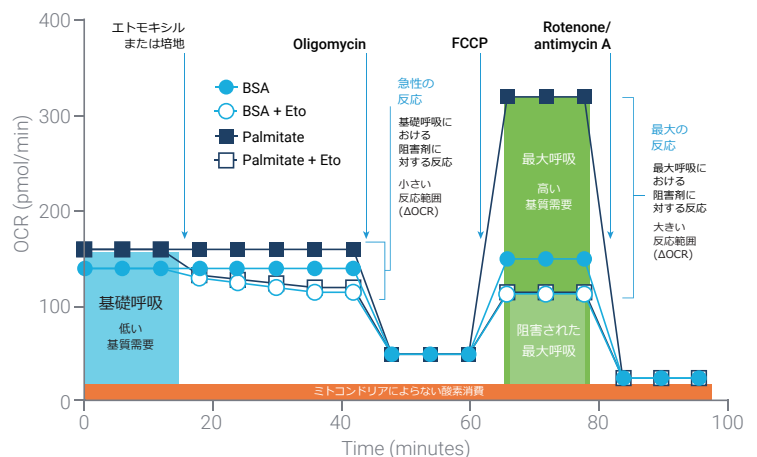 400
300
200
100
0
OCR (pmol/min)
エトモキシル
または培地
Oligomycin
FCCP
Rotenone/
antimycin A
BSA
BSA + Eto
Palmitate
Palmitate + Eto
急性の
反応
基礎呼吸に
おける
阻害剤に
対する反応
小さい
反応範囲
(ΔOCR)
最大呼吸
高い
基質需要
最大の
反応
最大呼吸に
おける
阻害剤に
対する反応
大きい
反応範囲
(ΔOCR)
基礎呼吸
低い
基質需要
阻害された
最大呼吸
ミトコンドリアによらない酸素消費
0
20
40
60
80
100
Time (minutes)